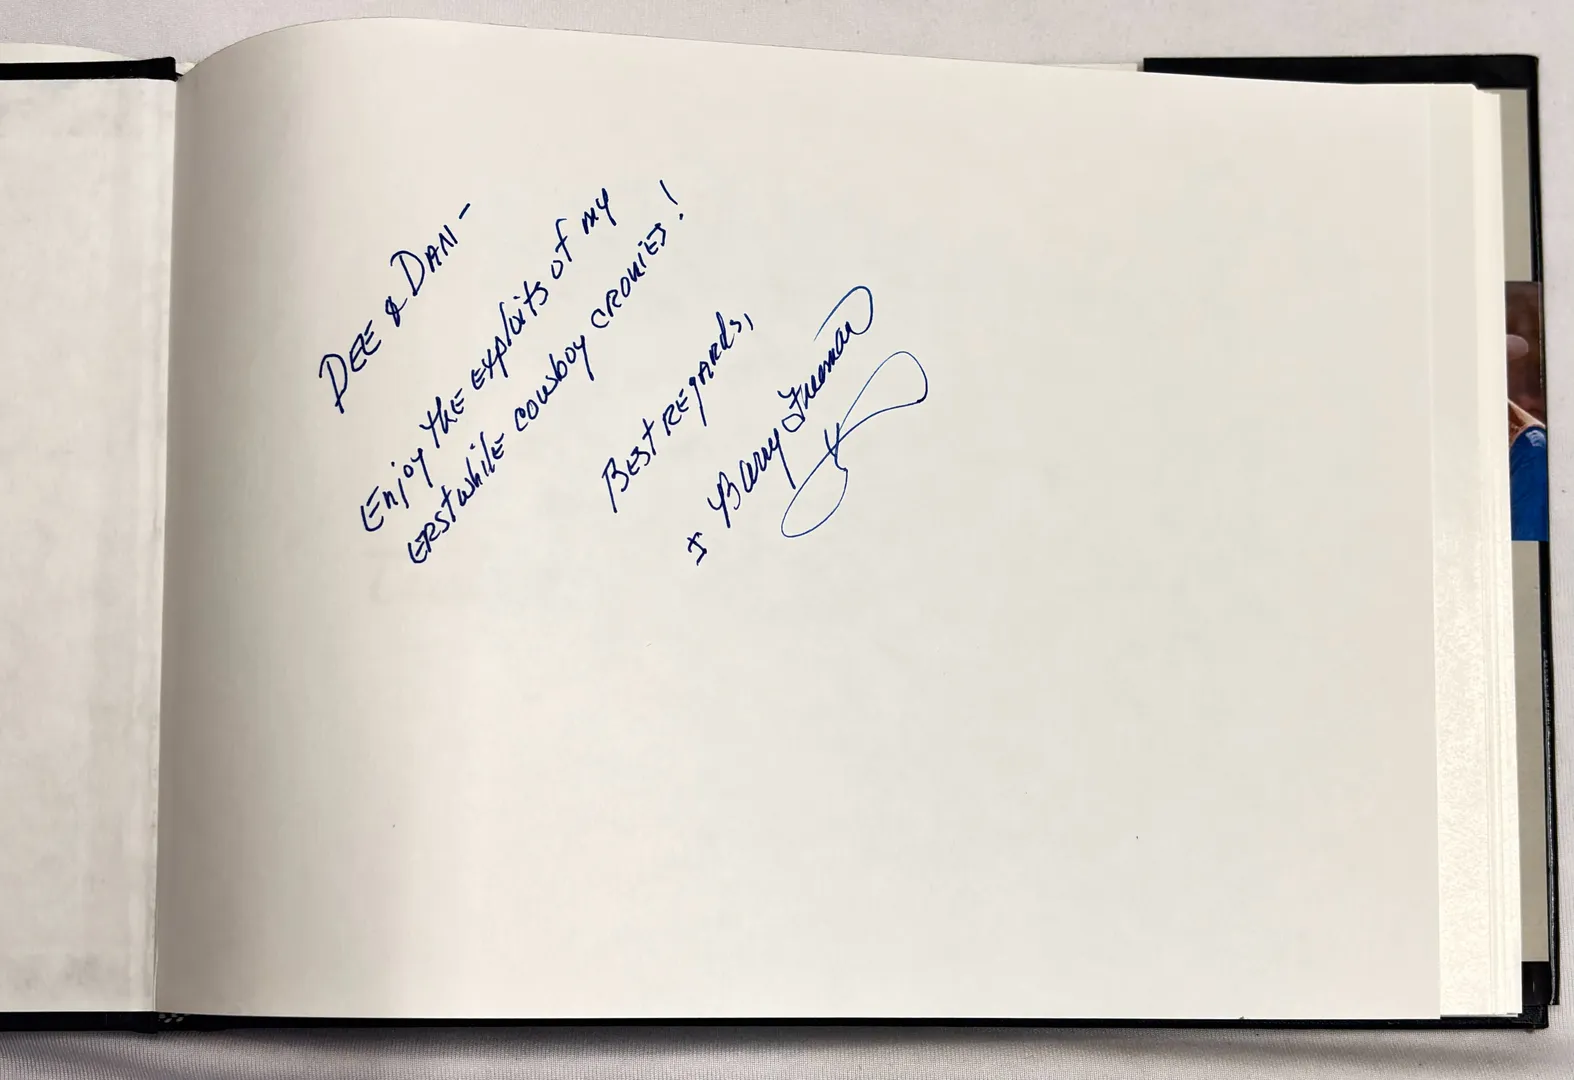 DEE & DAN -
Enjoy the exploits of my
erstwhile cowboy cronies!
Best regards,
Barry Freeman